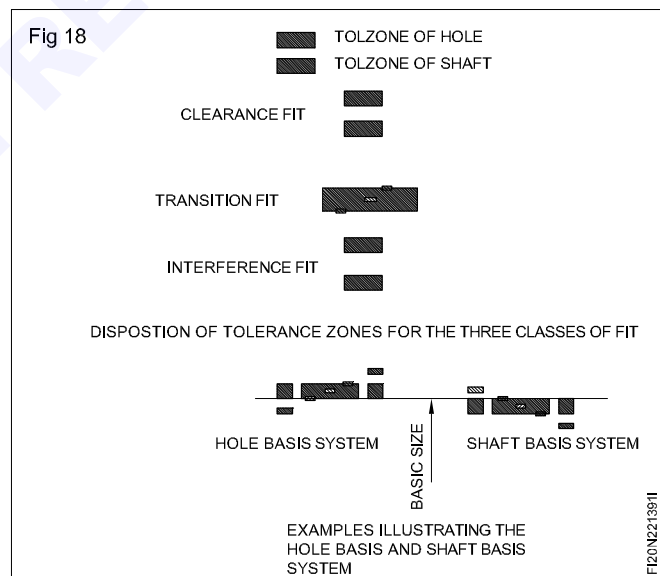 Fig 18
TOLZONE OF HOLE
TOLZONE OF SHAFT
CLEARANCE FIT
TRANSITION FIT
INTERFERENCE FIT
DISPOSTION OF TOLERANCE ZONES FOR THE THREE CLASSES OF FIT
HOLE BASIS SYSTEM
BASIC SIZE
SHAFT BASIS SYSTEM
EXAMPLES ILLUSTRATING THE
HOLE BASIS AND SHAFT BASIS
SYSTEM